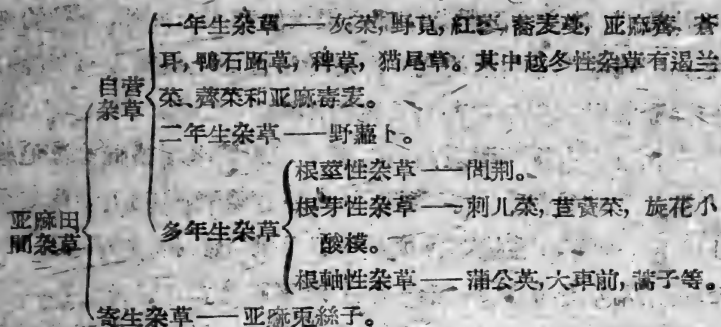 一年生杂草——灰菜,野苋,紅蓼,蕎麦蔓,亚麻薺,蒼
耳,鴨石跖草,稗草,猫尾草。其中越冬性杂草有遏兰
菜、薺菜和亚麻毒麦。
自营
杂草
二年生杂草——野蘿卜。
根莖性杂草——問荆。
根芽性杂草——刺儿菜,苣蕒菜,旋花小
酸模。
多年生杂草
根軸性杂草——蒲公英,大車前,蒿子等。
亚麻田
間杂草
寄生杂草——亚麻兎絲子。